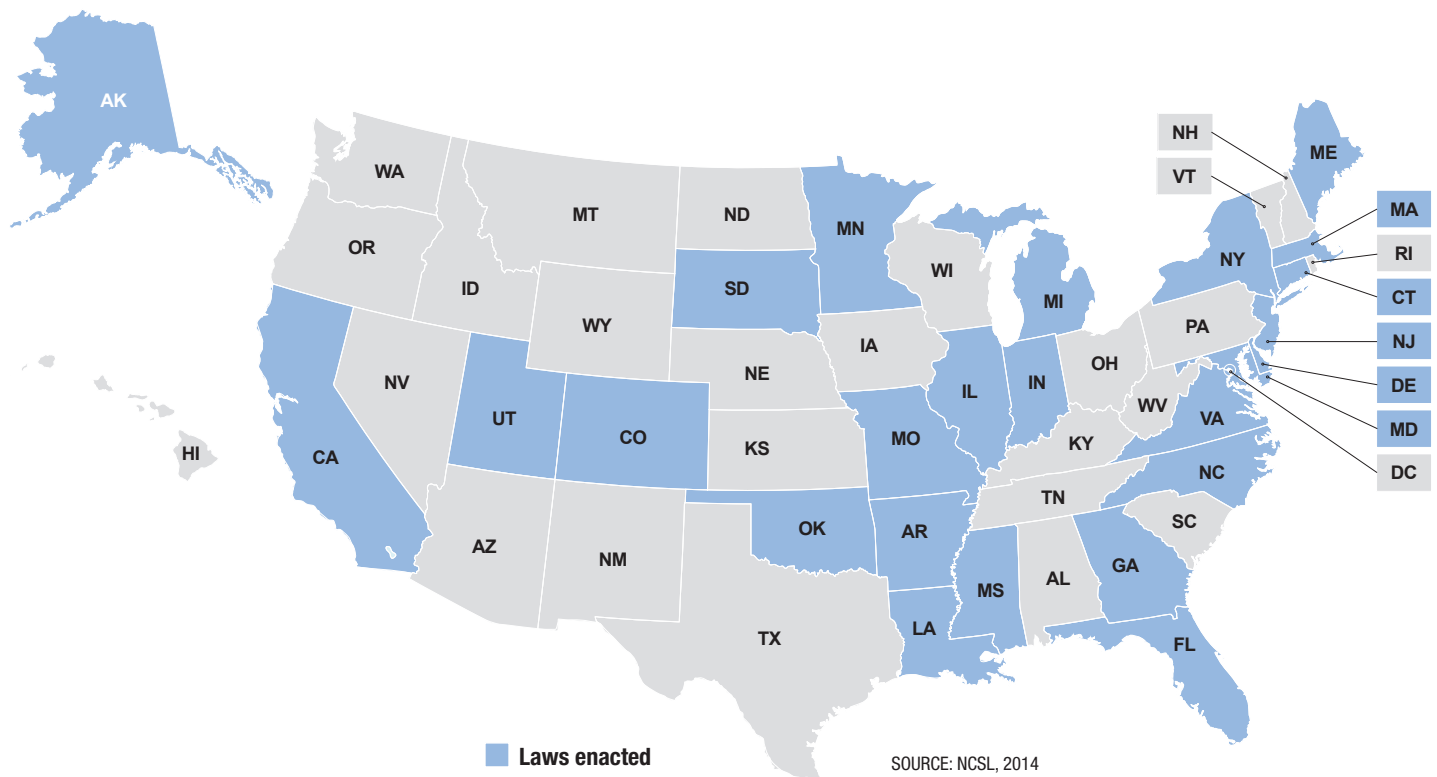 AK
WA
MT
ND
MN
OR
ID
SD
WI
WY
MI
NH
VT
ME
MA
NY
RI
CT
PA
NJ
IA
OH
DE
NV
NE
IL
IN
WV
MD
UT
CO
VA
KY
DC
HI
CA
KS
MO
NC
TN
OK
AR
SC
AZ
NM
GA
MS
AL
LA
TX
FL
Laws enacted
SOURCE: NCSL, 2014